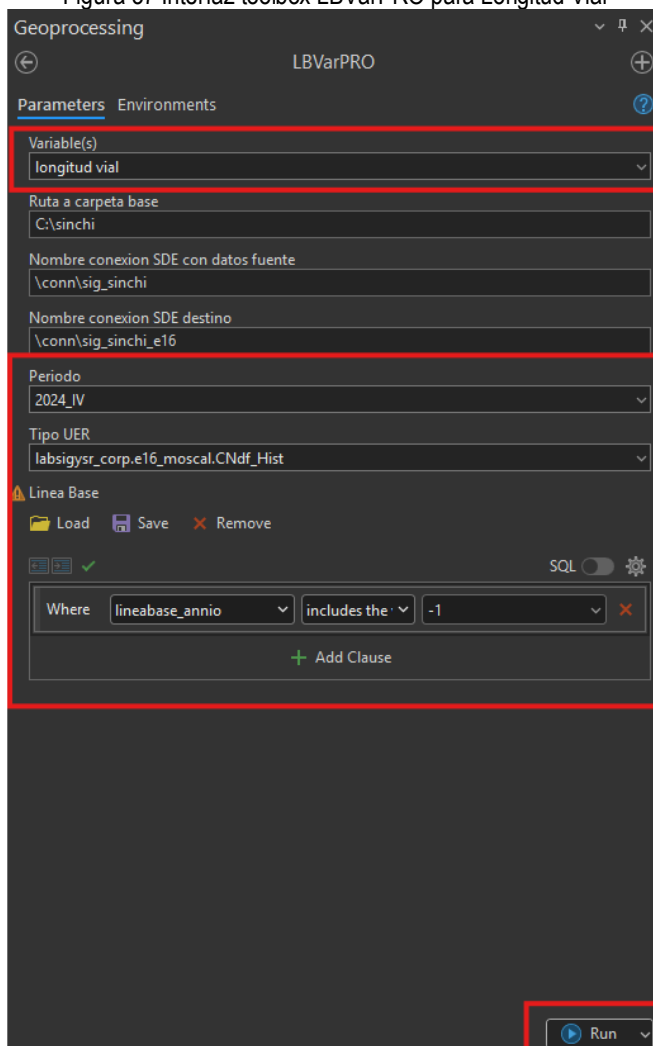 Figura 67 Interfaz toolbox LBVarPRO para Longitud Vial
Geoprocessing
LBVarPRO
Parameters Environments
Variable(s)
longitud vial
Ruta a carpeta base
C:\sinchi
Nombre conexion SDE con datos fuente
\conn\sig_sinchi
Nombre conexion SDE destino
\conn\sig_sinchi_e16
Periodo
2024_IV
Tipo UER
labsigysr_corp.e16_moscal.CNdf_Hist
Linea Base
Load Save Remove
SQL
Where lineabase_annio includes the -1
Add Clause
Run